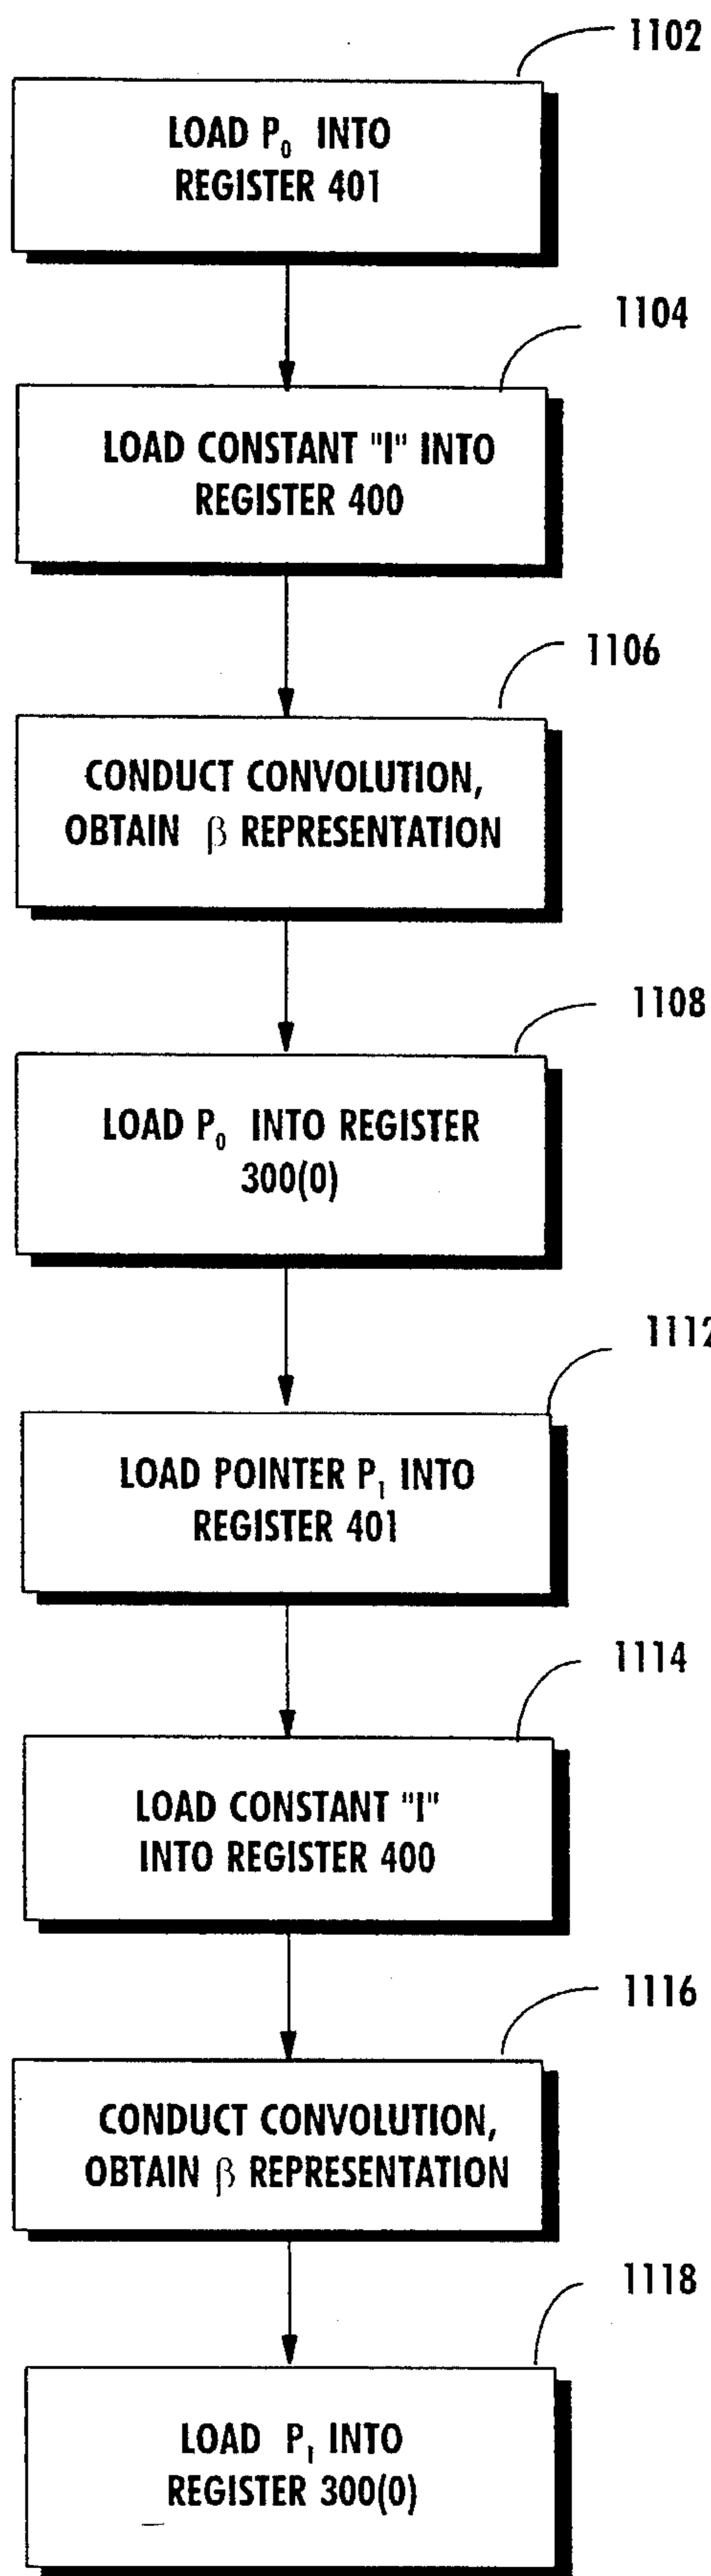 1102
LOAD P₀ INTO
REGISTER 401
1104
LOAD CONSTANT "I" INTO
REGISTER 400
1106
CONDUCT CONVOLUTION,
OBTAIN β REPRESENTATION
1108
LOAD P₀ INTO REGISTER
300(0)
1112
LOAD POINTER P₁ INTO
REGISTER 401
1114
LOAD CONSTANT "I"
INTO REGISTER 400
1116
CONDUCT CONVOLUTION,
OBTAIN β REPRESENTATION
1118
LOAD P₁ INTO
REGISTER 300(0)